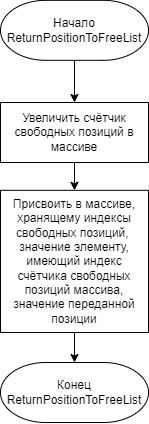 Начало
ReturnPositionToFreeList
Увеличить счётчик
свободных позиций в
массиве
Присвоить в массиве,
хранящему индексы
свободных позиций,
значение элементу,
имеющий индекс
счётчика свободных
позиций массива,
значение переданной
позиции
Конец
ReturnPositionToFreeList